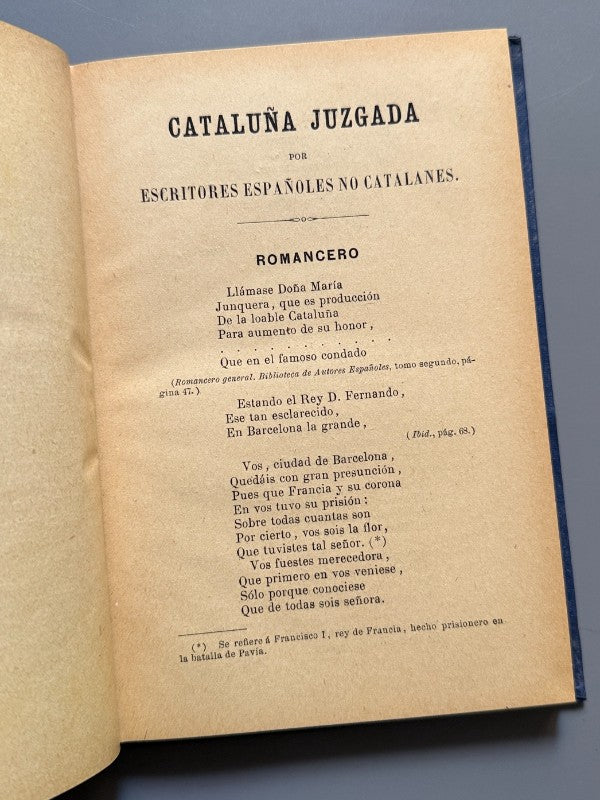 CATALUÑA JUZGADA
POR
ESCRITORES ESPAÑOLES NO CATALANES.
ROMANCERO
Llámase Doña María
Junquera, que es producción
De la loable Cataluña
Para aumento de su honor,
. . . . . . . . . .
Que en el famoso condado
(Romancero general. Biblioteca de Autores Españoles, tomo segundo, pá-
gina 47.)
Estando el Rey D. Fernando,
Ese tan esclarecido,
En Barcelona la grande,
(Ibid., pág. 68.)
Vos, ciudad de Barcelona,
Quedáis con gran presunción,
Pues que Francia y su corona
En vos tuvo su prisión:
Sobre todas cuantas son
Por cierto, vos sois la flor,
Que tuvistes tal señor. (*)
Vos fuestes merecedora,
Que primero en vos veniese,
Sólo porque conociese
Que de todas sois señora.
(*) Se refiere á Francisco I, rey de Francia, hecho prisionero en
la batalla de Pavía.